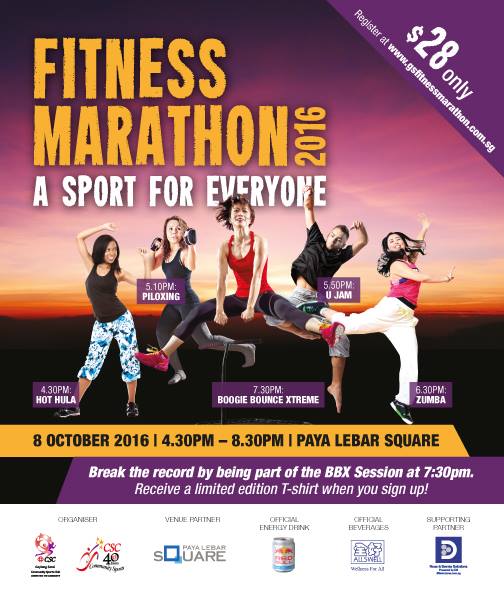 $28 only
Register at www.gsfitnessmarathon.com.sg
FITNESS
MARATHON 2016
A SPORT FOR EVERYONE
5.10PM:
PILOXING
5.50PM:
U JAM
4.30PM:
HOT HULA
7.30PM:
BOOGIE BOUNCE XTREME
6.30PM:
ZUMBA
8 OCTOBER 2016 | 4.30PM – 8.30PM | PAYA LEBAR SQUARE
Break the record by being part of the BBX Session at 7:30pm.
Receive a limited edition T-shirt when you sign up!
ORGANISER
VENUE PARTNER
OFFICIAL
ENERGY DRINK
OFFICIAL
BEVERAGES
SUPPORTING
PARTNER
CSC
CSC
40
Community Sports
PAYA LEBAR
SQUARE
ALLSWELL
Wellness For All